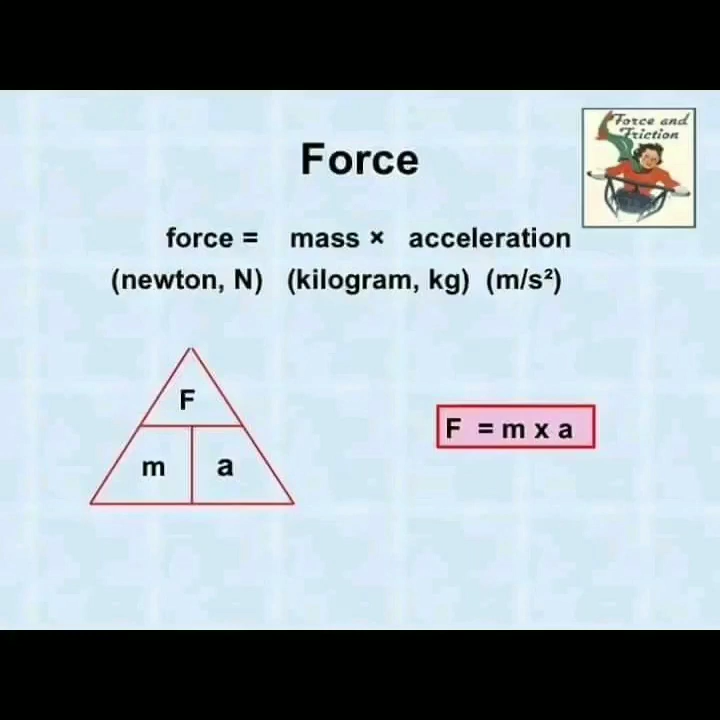 Force and
Friction
Force
force = mass × acceleration
(newton, N) (kilogram, kg) (m/s²)
F
m a
F = m x a